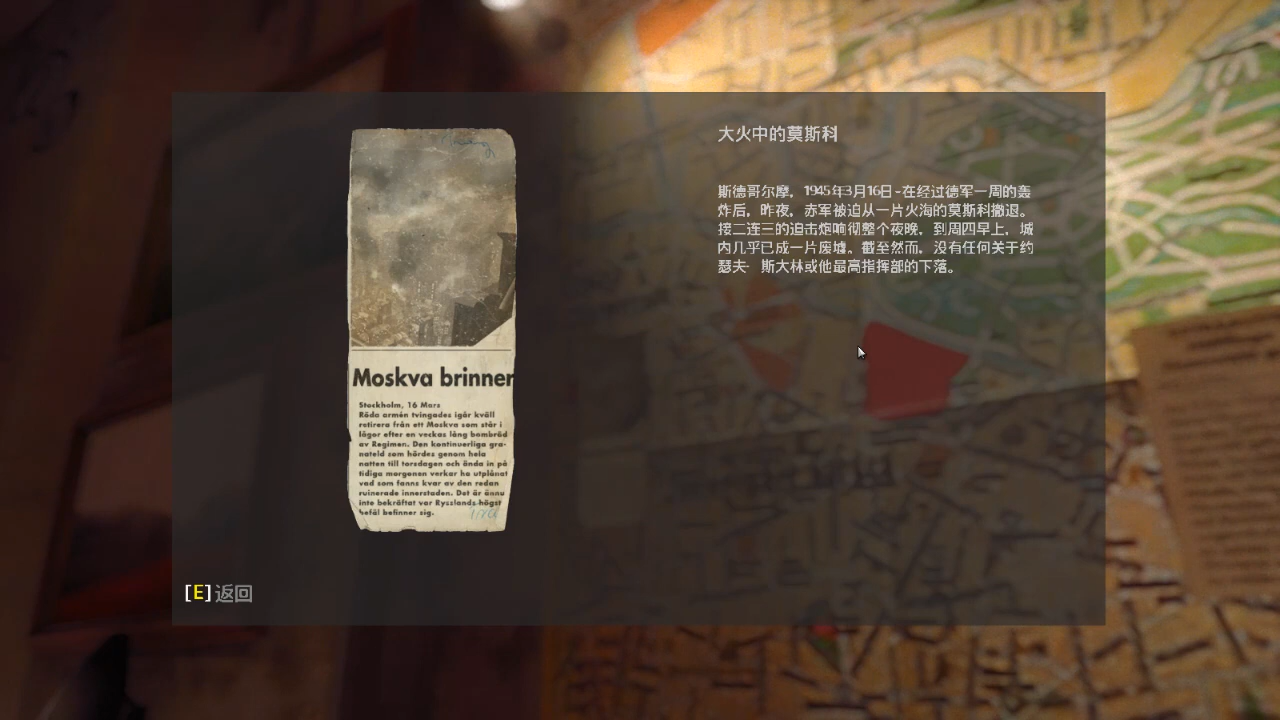 Moskva brinner
Stockholm, 16 Mars
Röda armén tvingades igår kväll
retirera från ett Moskva som står i
lågor efter en veckas lång bombräd
av Regimen. Den kontinuerliga gra-
nateld som hördes genom hela
natten till torsdagen och ända in på
tidiga morgonen verkar ha utplånat
vad som fanns kvar av den redan
ruinerade innerstaden. Det är ännu
inte bekräftat var Rysslands högst
befäl befinner sig.
大火中的莫斯科
斯德哥尔摩，1945年3月16日-在经过德军一周的轰
炸后，昨夜，赤军被迫从一片火海的莫斯科撤退。
接二连三的迫击炮响彻整个夜晚，到周四早上，城
内几乎已成一片废墟。截至然而，没有任何关于约
瑟夫· 斯大林或他最高指挥部的下落。
[E]返回